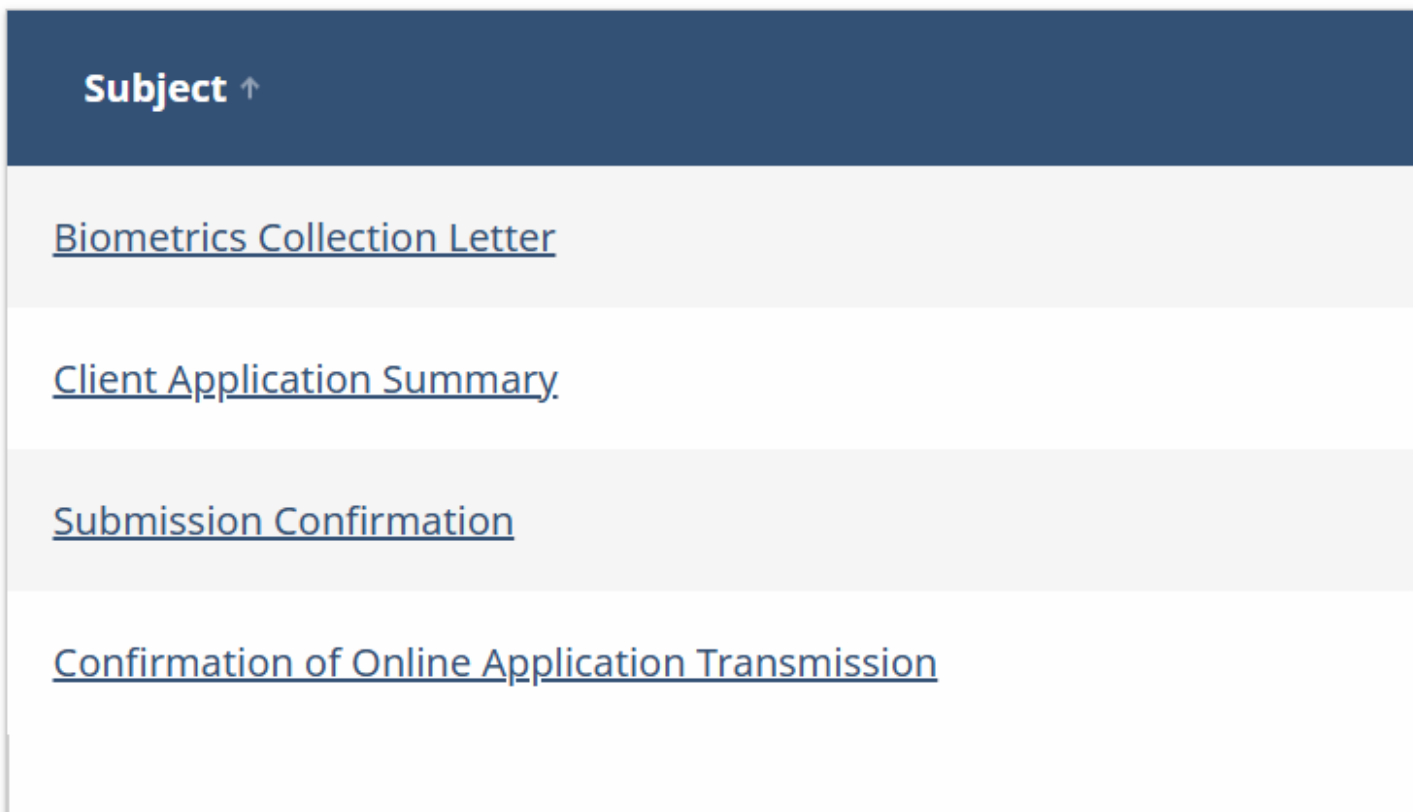 Subject ↑
Biometrics Collection Letter
Client Application Summary
Submission Confirmation
Confirmation of Online Application Transmission